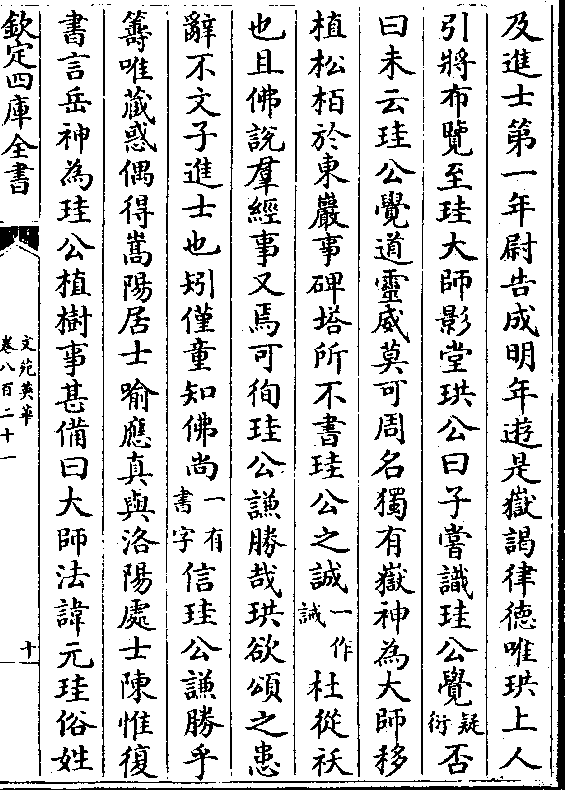 及進士第一年尉告成明年遊是嶽謁律德唯珙上人
引將布覽至珪大師影堂珙公曰子嘗識珪公覺疑衍否
曰未云珪公覺道靈感莫可周名獨有嶽神為大師移
植松栢於東巖事碑塔所不書珪公之誠一作誡杜從祅
也且佛說羣經事又焉可徇珪公謙勝哉珙欲頌之患
辭不文子進士也矧僅童知佛尚一有書字信珪公謙勝乎
籌唯蔵惑偶得嵩陽居士喻應真與洛陽處士陳惟復
書言岳神為珪公植樹事甚備曰大師法諱元珪俗姓
欽定四庫全書
文苑英華
卷八百二十一
十一